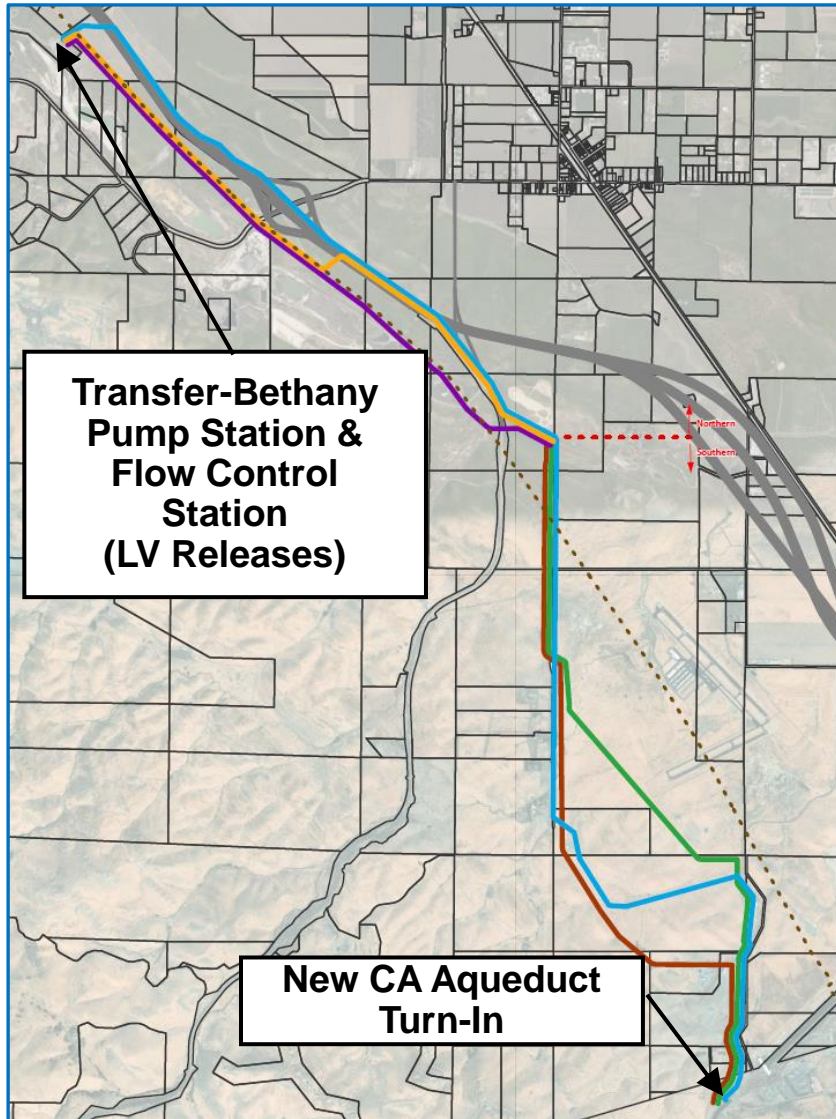 Northern
Southern
Transfer-Bethany
Pump Station &
Flow Control
Station
(LV Releases)
New CA Aqueduct
Turn-In